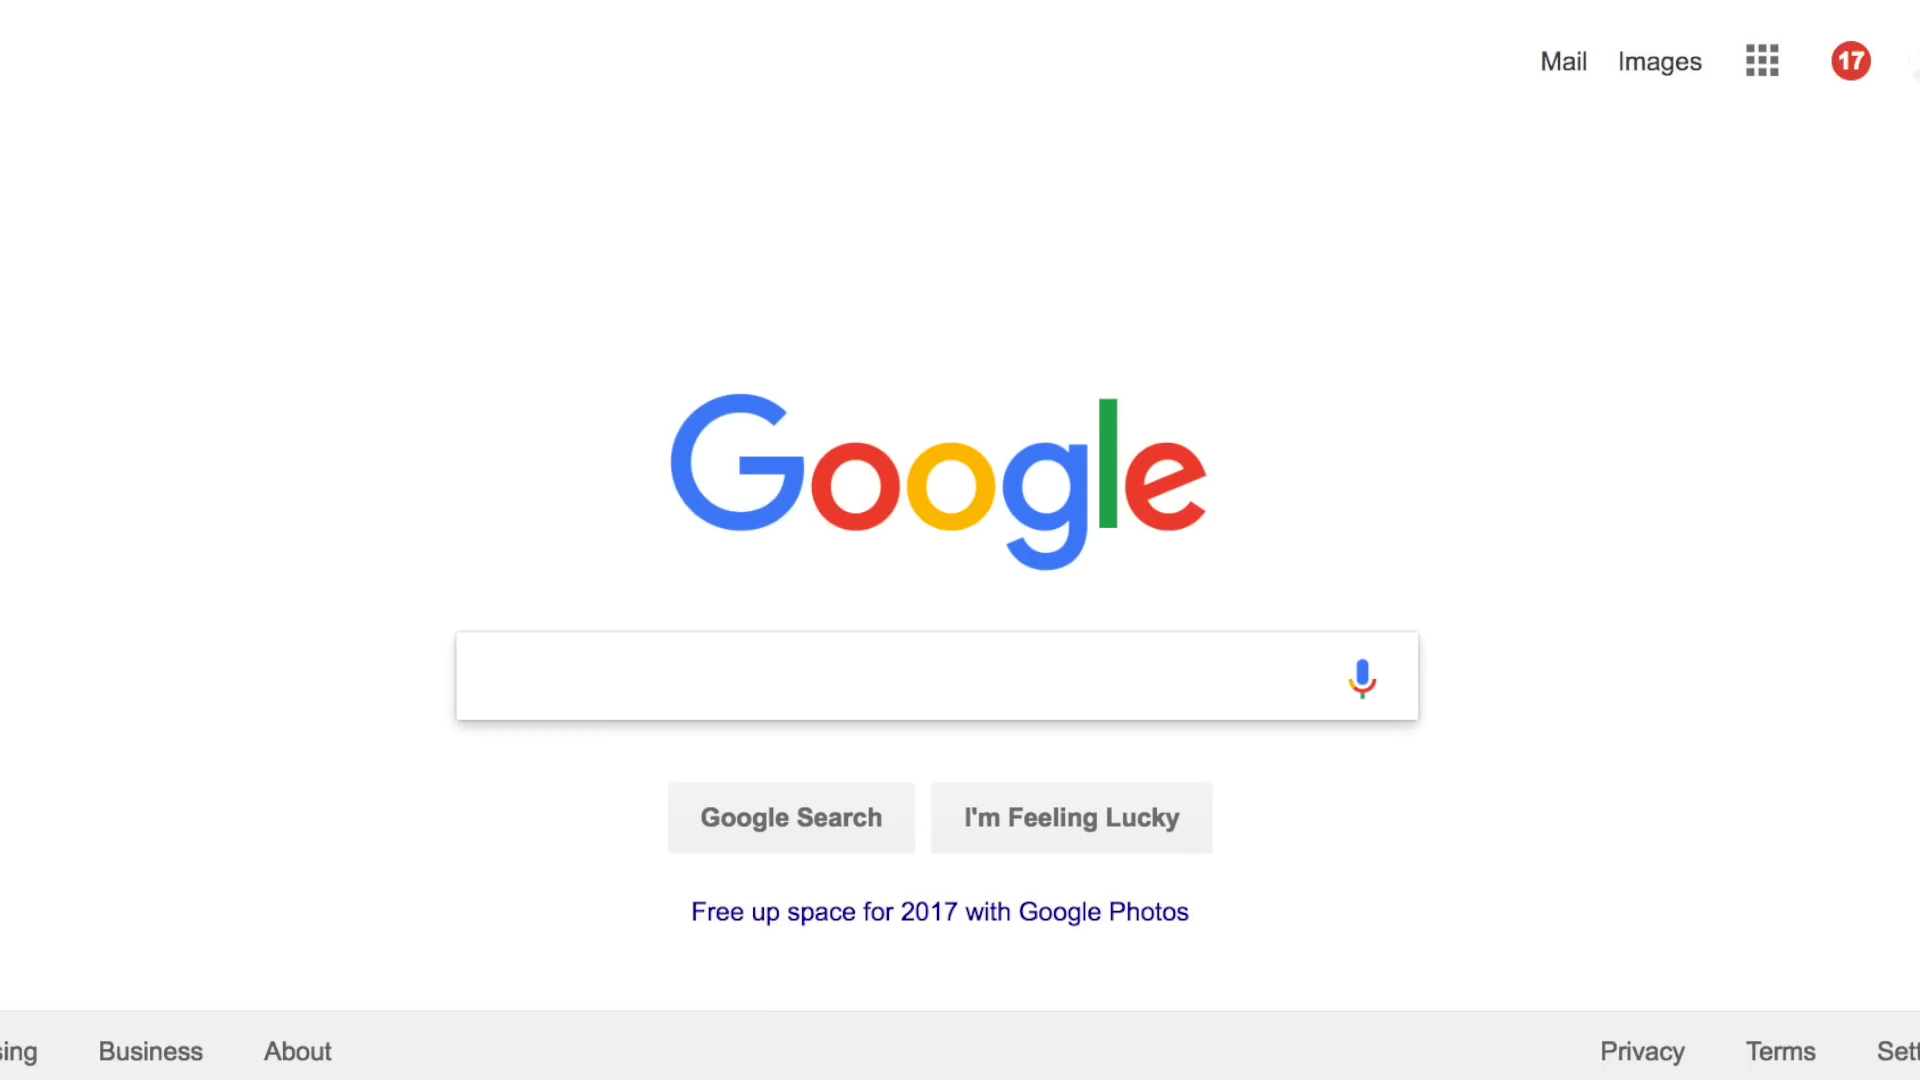 Mail Images 17
Google
Google Search I'm Feeling Lucky
Free up space for 2017 with Google Photos
Business About Privacy Terms